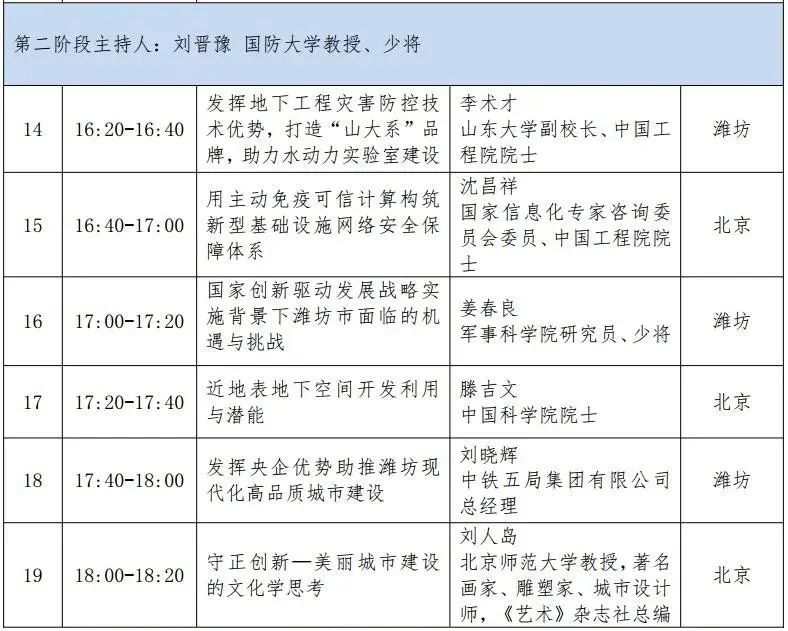 第二阶段主持人：刘晋豫 国防大学教授、少将
14
16:20-16:40
发挥地下工程灾害防控技
术优势，打造“山大系”品
牌，助力水动力实验室建设
李术才
山东大学副校长、中国工
程院院士
潍坊
15
16:40-17:00
用主动免疫可信计算构筑
新型基础设施网络安全保
障体系
沈昌祥
国家信息化专家咨询委
员会委员、中国工程院院
士
北京
16
17:00-17:20
国家创新驱动发展战略实
施背景下潍坊市面临的机
遇与挑战
姜春良
军事科学院研究员、少将
潍坊
17
17:20-17:40
近地表地下空间开发利用
与潜能
滕吉文
中国科学院院士
北京
18
17:40-18:00
发挥央企优势助推潍坊现
代化高品质城市建设
刘晓辉
中铁五局集团有限公司
总经理
潍坊
19
18:00-18:20
守正创新—美丽城市建设
的文化学思考
刘人岛
北京师范大学教授，著名
画家、雕塑家、城市设计
师，《艺术》杂志社总编
北京